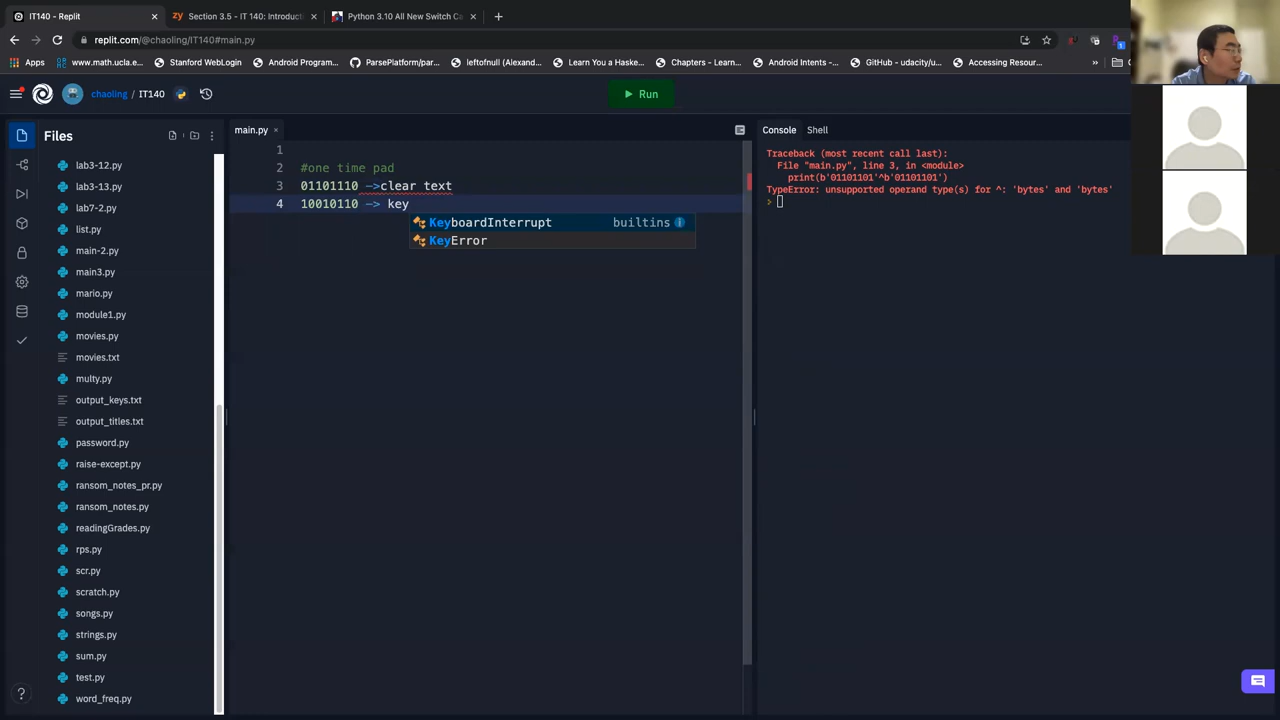 IT140 - Replit ×
zy Section 3.5 - IT 140: Introducti ×
Python 3.10 All New Switch Ca ×
+
replit.com/@chaoling/IT140#main.py
Apps
www.math.ucla.e...
Stanford WebLogin
Android Program...
ParsePlatform/par...
leftofnull (Alexand...
Learn You a Haske...
Chapters – Learn...
Android Intents -...
GitHub - udacity/u...
Accessing Resour...
»
chaoling / IT140
Run
1
Files
lab3-12.py
lab3-13.py
lab7-2.py
list.py
main-2.py
main3.py
mario.py
module1.py
movies.py
movies.txt
multy.py
output_keys.txt
output_titles.txt
password.py
raise-except.py
ransom_notes_pr.py
ransom_notes.py
readingGrades.py
rps.py
scr.py
scratch.py
songs.py
strings.py
sum.py
test.py
word_freq.py
?
main.py ×
1
2 #one time pad
3 01101110 ->clear text
4 10010110 -> key
KeyboardInterrupt builtins
KeyError
Console Shell
Traceback (most recent call last):
File "main.py", line 3, in <module>
print(b'01101101'^b'01101101')
TypeError: unsupported operand type(s) for ^: 'bytes' and 'bytes'
>